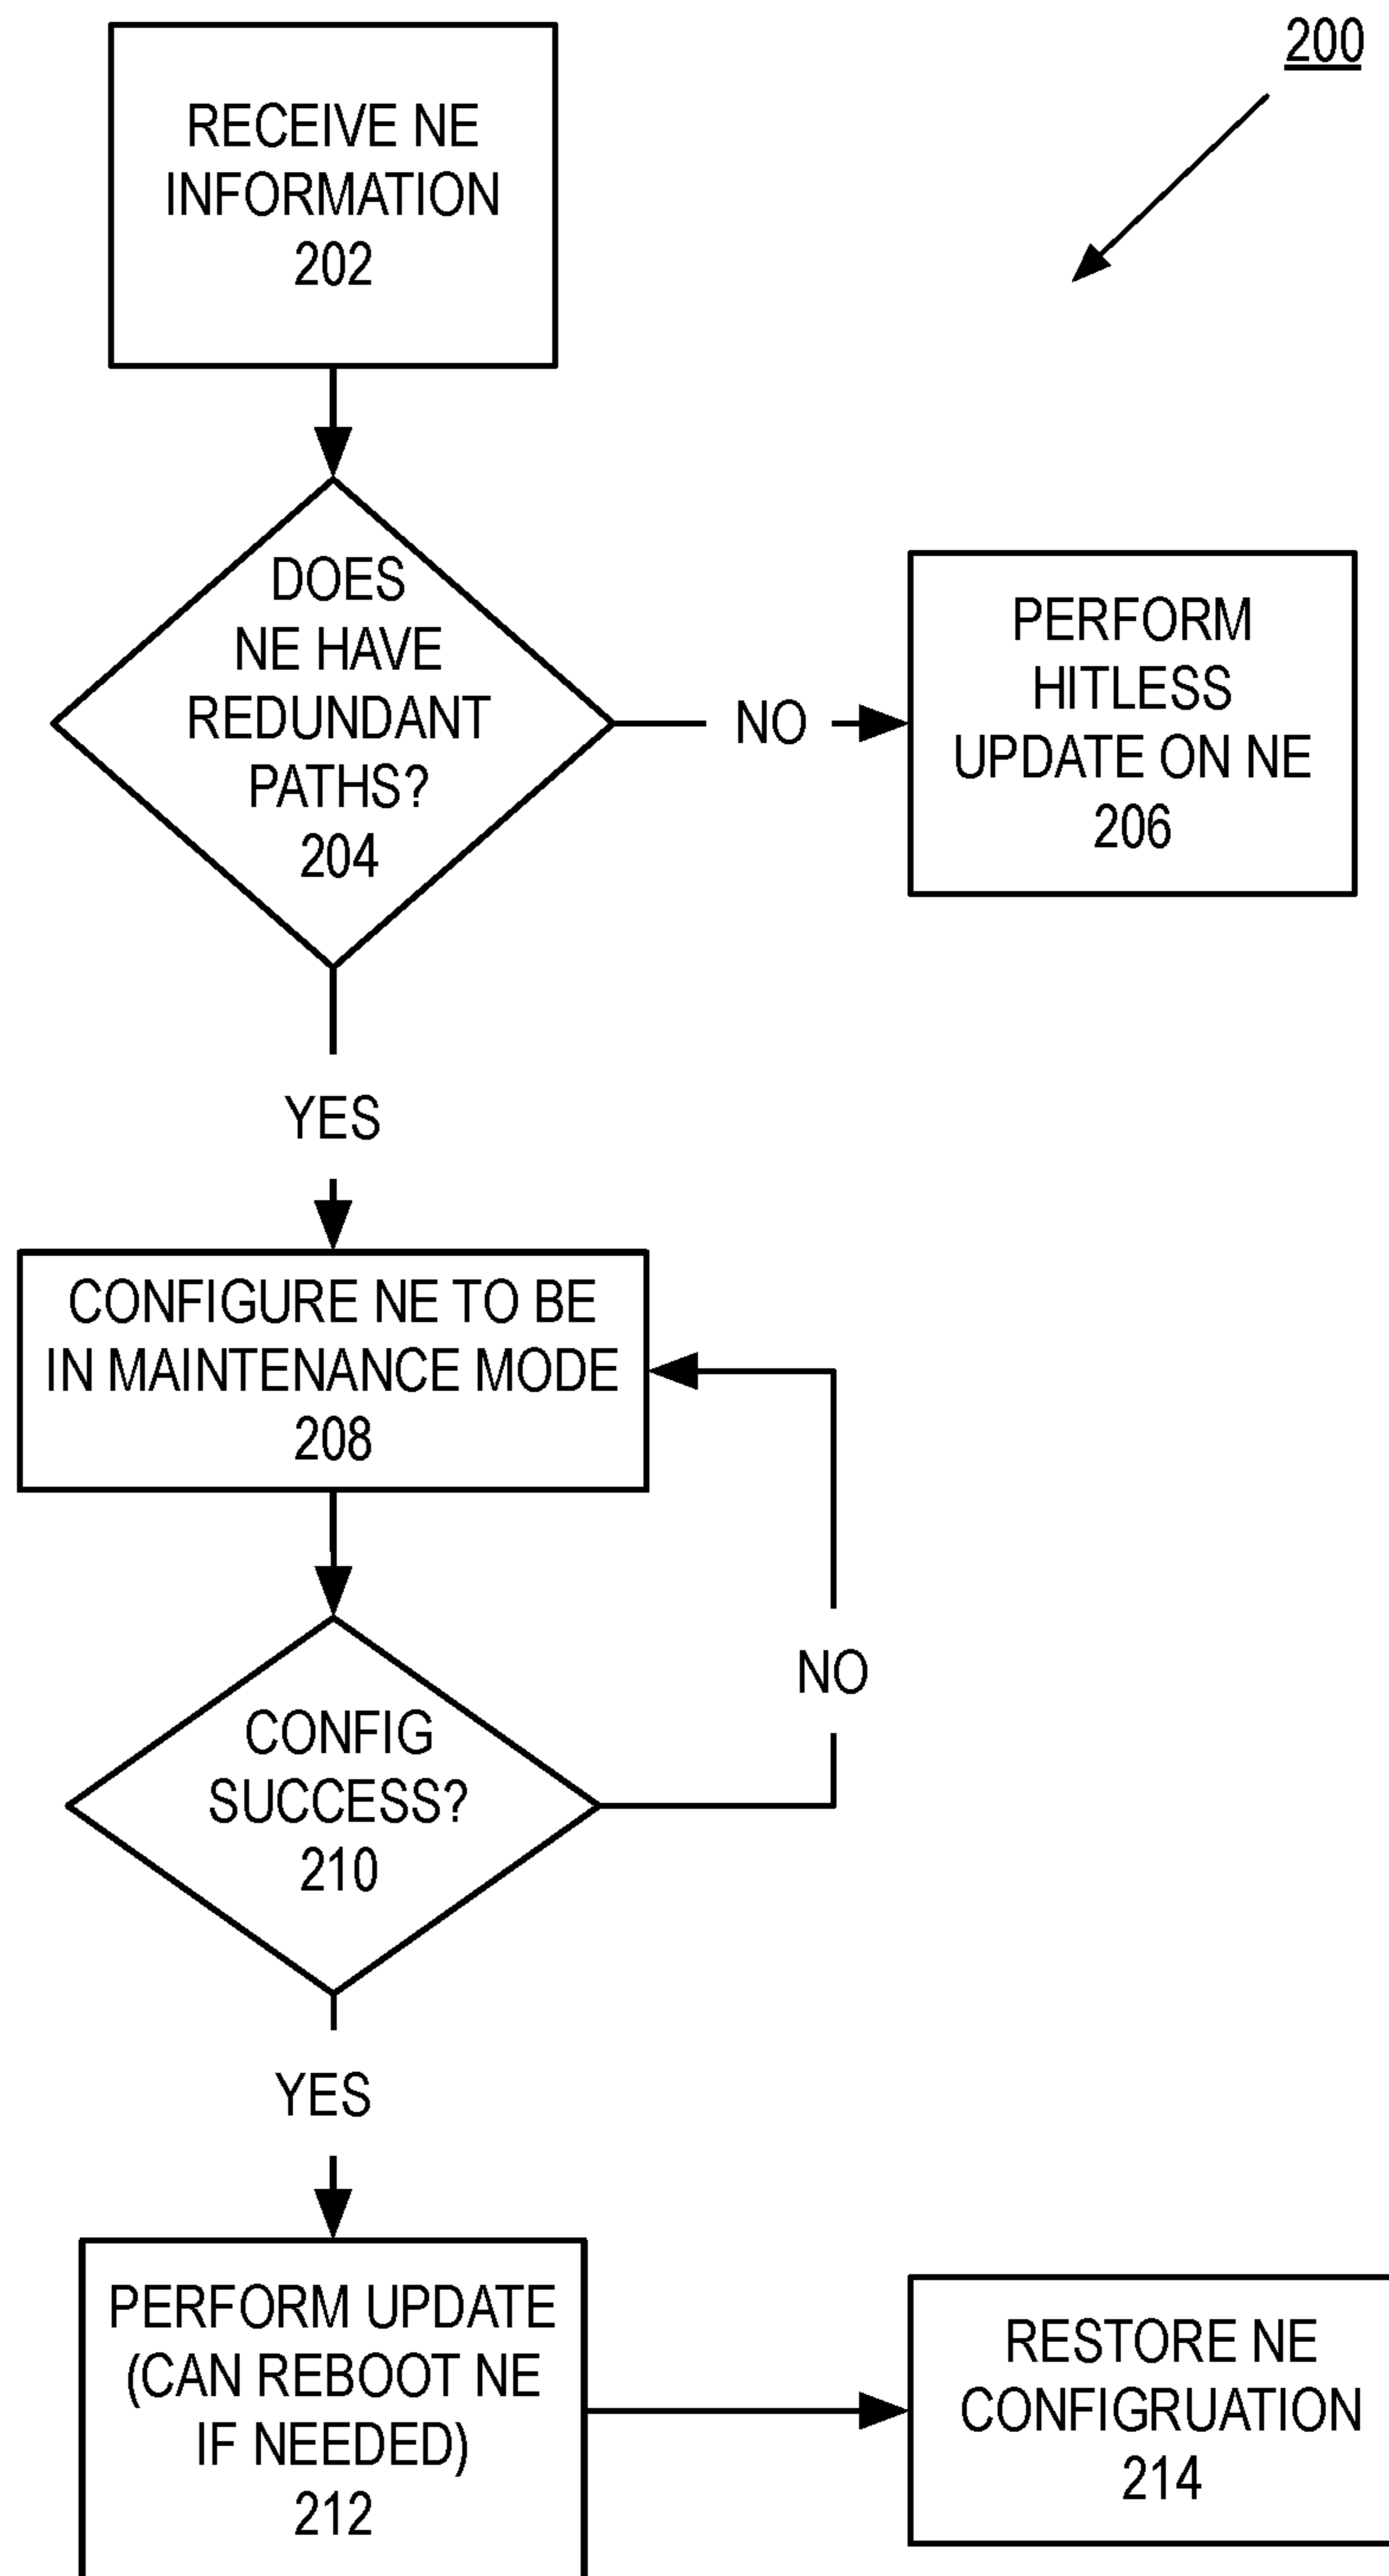 200
RECEIVE NE
INFORMATION
202
DOES
NE HAVE
REDUNDANT
PATHS?
204
NO
PERFORM
HITLESS
UPDATE ON NE
206
YES
CONFIGURE NE TO BE
IN MAINTENANCE MODE
208
NO
CONFIG
SUCCESS?
210
YES
PERFORM UPDATE
(CAN REBOOT NE
IF NEEDED)
212
RESTORE NE
CONFIGRUATION
214